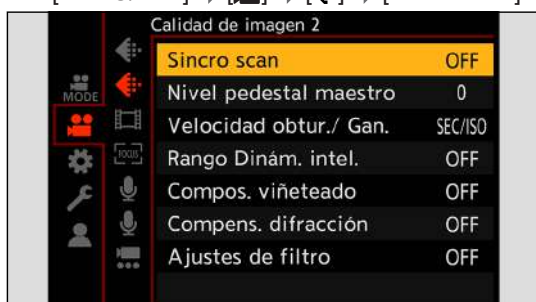 Calidad de imagen 2
Sincro scan OFF
MODE
Nivel pedestal maestro 0
Velocidad obtur./ Gan. SEC/ISO
FOCUS
Rango Dinám. intel. OFF
Compos. viñeteado OFF
Compens. difracción OFF
Ajustes de filtro OFF